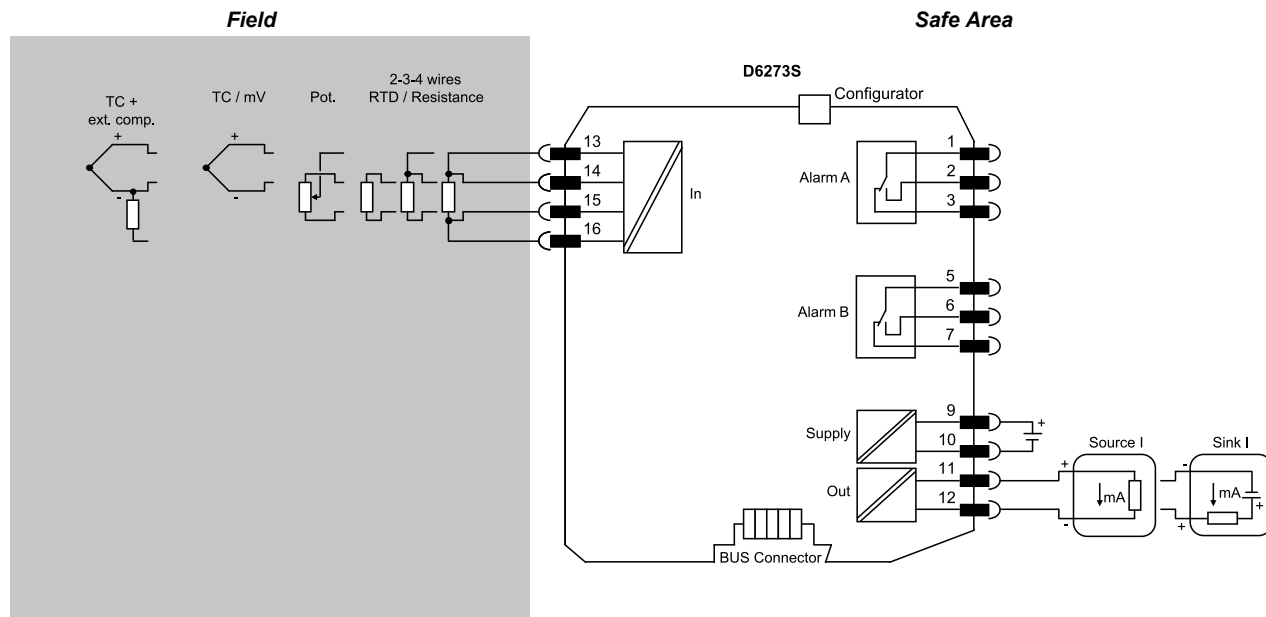 Field
Safe Area
D6273S
Configurator
2-3-4 wires
RTD / Resistance
TC / mV
Pot.
TC +
ext. comp.
+
-
+
-
13
14
15
16
In
Alarm A
1
2
3
Alarm B
5
6
7
Supply
9
10
+
Out
11
12
Source I
+
mA
-
Sink I
-
mA
+
+
BUS Connector